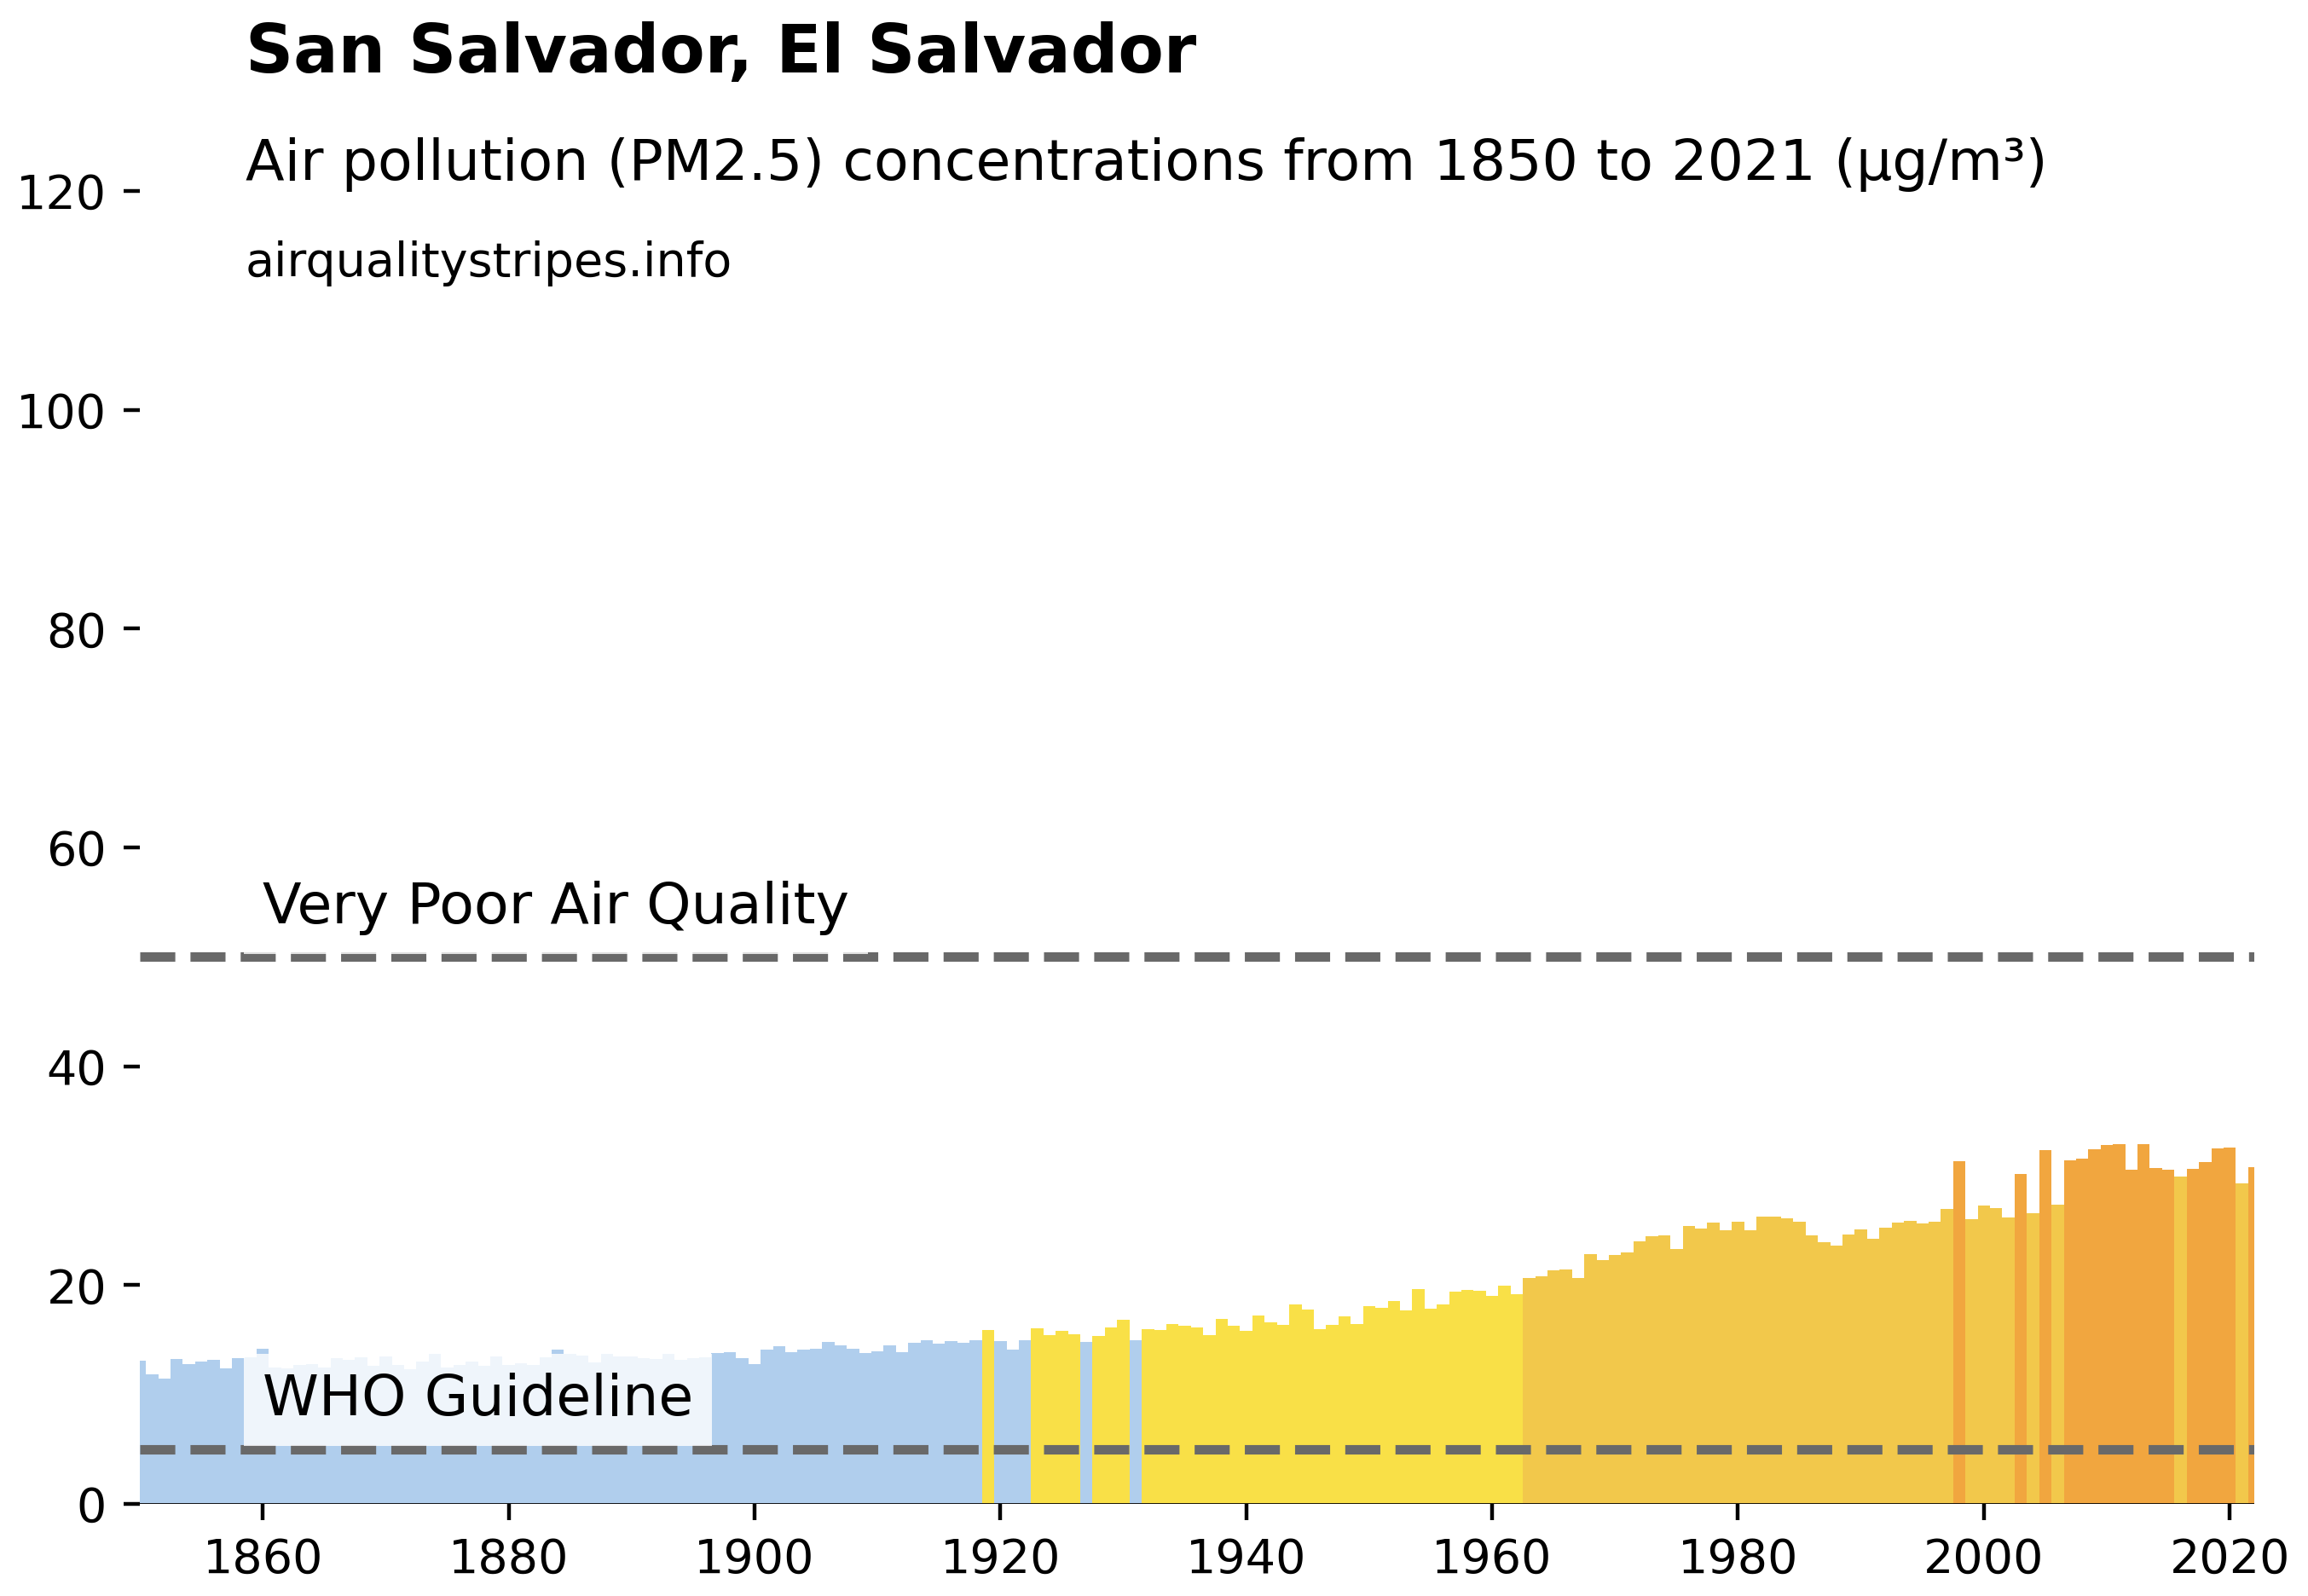 San Salvador, El Salvador
Air pollution (PM2.5) concentrations from 1850 to 2021 (µg/m³)
airqualitystripes.info
120
100
80
60
Very Poor Air Quality
40
20
WHO Guideline
0
1860 1880 1900 1920 1940 1960 1980 2000 2020